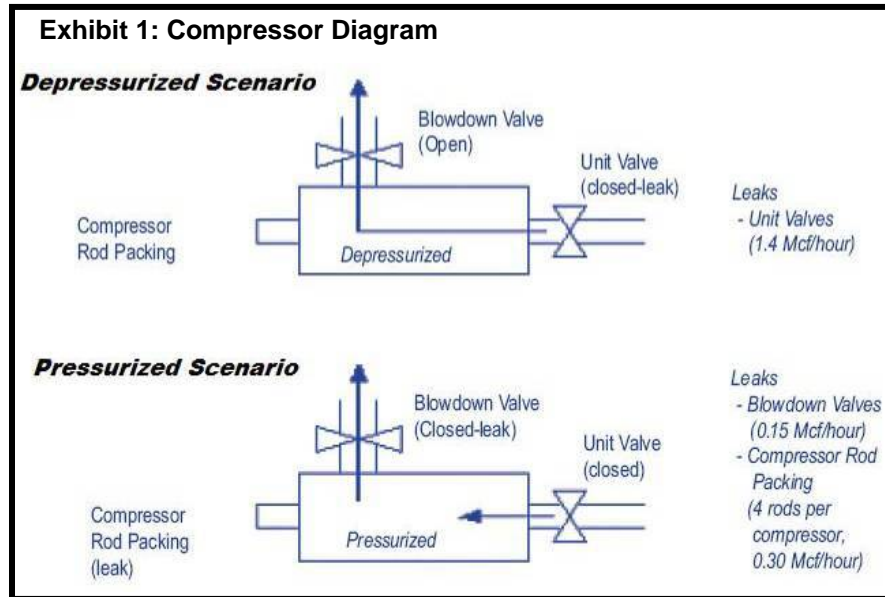 Exhibit 1: Compressor Diagram
Depressurized Scenario
Blowdown Valve
(Open)
Unit Valve
(closed-leak)
Compressor
Rod Packing
Depressurized
Leaks
- Unit Valves
(1.4 Mcf/hour)
Pressurized Scenario
Blowdown Valve
(Closed-leak)
Unit Valve
(closed)
Compressor
Rod Packing
(leak)
Pressurized
Leaks
- Blowdown Valves
(0.15 Mcf/hour)
- Compressor Rod
Packing
(4 rods per
compressor,
0.30 Mcf/hour)